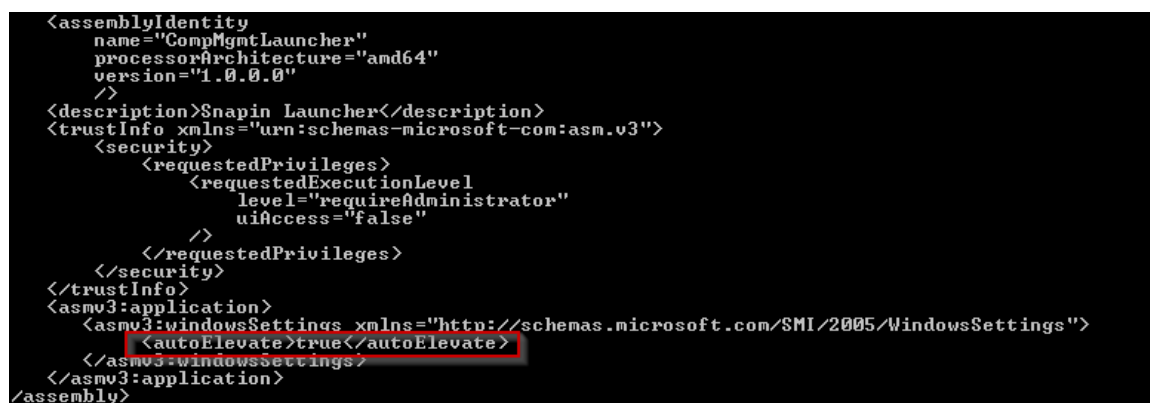 <assemblyIdentity
name="CompMgmtLauncher"
processorArchitecture="amd64"
version="1.0.0.0"
/>
<description>Snapin Launcher</description>
<trustInfo xmlns="urn:schemas-microsoft-com:asm.v3">
<security>
<requestedPrivileges>
<requestedExecutionLevel
level="requireAdministrator"
uiAccess="false"
/>
</requestedPrivileges>
</security>
</trustInfo>
<asmv3:application>
<asmv3:windowsSettings xmlns="http://schemas.microsoft.com/SMI/2005/WindowsSettings">
<autoElevate>true</autoElevate>
</asmv3:windowsSettings>
</asmv3:application>
/assembly>